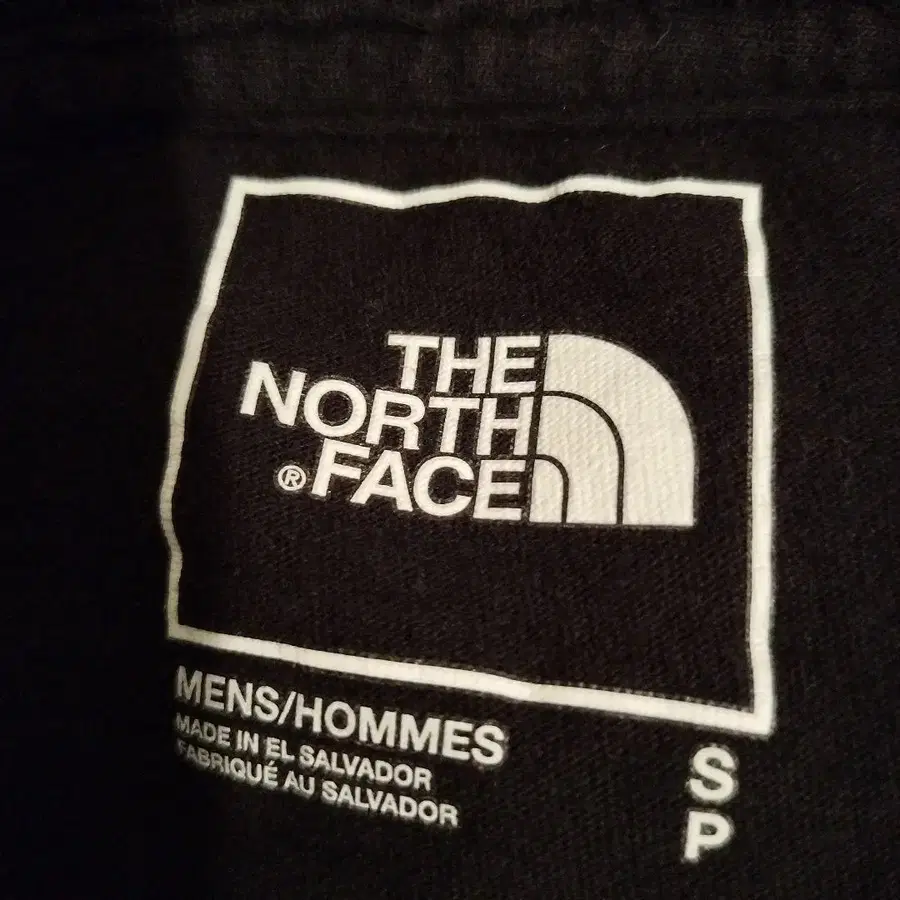 THE
NORTH
® FACE
MENS/HOMMES
MADE IN EL SALVADOR
FABRIQUÉ AU SALVADOR
S
P